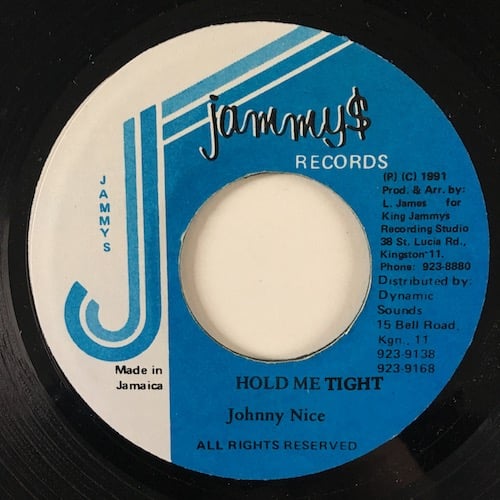 jammy$
RECORDS
JAMMYS
(P) (C) 1991
Prod. & Arr. by:
L. James for
King Jammys
Recording Studio
38 St. Lucia Rd.,
Kingston 11.
Phone: 923-8880
Distributed by:
Dynamic
Sounds
15 Bell Road,
Kgn., 11
923-9138
923-9168
Made in
Jamaica
HOLD ME TIGHT
Johnny Nice
ALL RIGHTS RESERVED